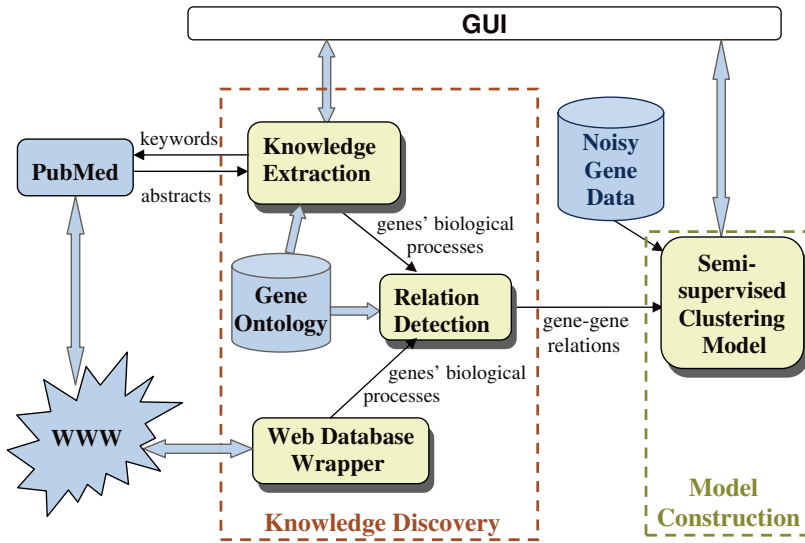 GUI
keywords
PubMed
abstracts
Knowledge
Extraction
Noisy
Gene
Data
genes' biological
processes
Gene
Ontology
Relation
Detection
gene-gene
relations
Semi-
supervised
Clustering
Model
genes' biological
processes
WWW
Web Database
Wrapper
Knowledge Discovery
Model
Construction